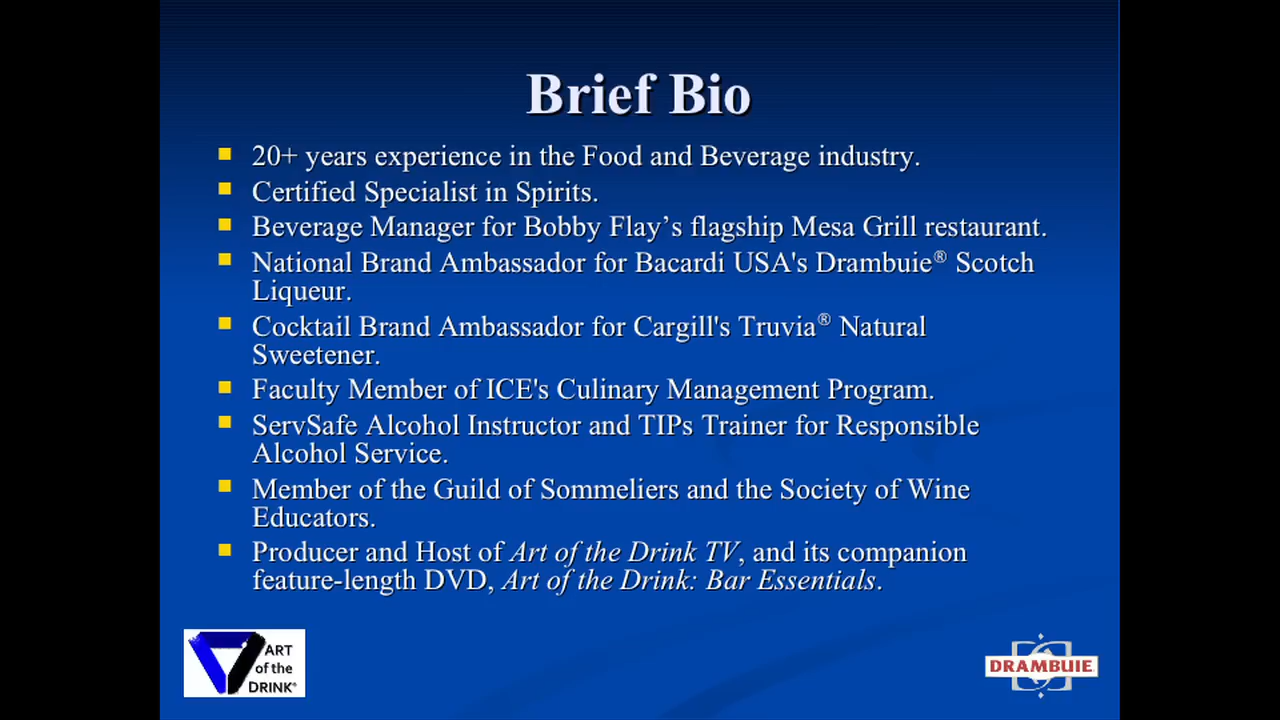 Brief Bio
20+ years experience in the Food and Beverage industry.
Certified Specialist in Spirits.
Beverage Manager for Bobby Flay’s flagship Mesa Grill restaurant.
National Brand Ambassador for Bacardi USA's Drambuie® Scotch
Liqueur.
Cocktail Brand Ambassador for Cargill's Truvia® Natural
Sweetener.
Faculty Member of ICE's Culinary Management Program.
ServSafe Alcohol Instructor and TIPs Trainer for Responsible
Alcohol Service.
Member of the Guild of Sommeliers and the Society of Wine
Educators.
Producer and Host of Art of the Drink TV, and its companion
feature-length DVD, Art of the Drink: Bar Essentials.
ART
of the
DRINK®
DRAMBUIE